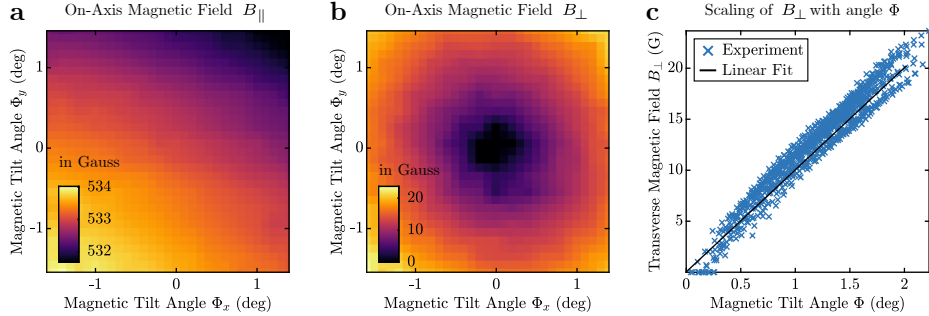 a
On-Axis Magnetic Field B∥
Magnetic Tilt Angle Φy (deg)
1
0
-1
in Gauss
534
533
532
-1
0
1
Magnetic Tilt Angle Φx (deg)
b
On-Axis Magnetic Field B⊥
Magnetic Tilt Angle Φy (deg)
1
0
-1
in Gauss
20
10
0
-1
0
1
Magnetic Tilt Angle Φx (deg)
c
Scaling of B⊥ with angle Φ
Transverse Magnetic Field B⊥ (G)
20
15
10
5
Experiment
Linear Fit
0
0.5
1
1.5
2
Magnetic Tilt Angle Φ (deg)